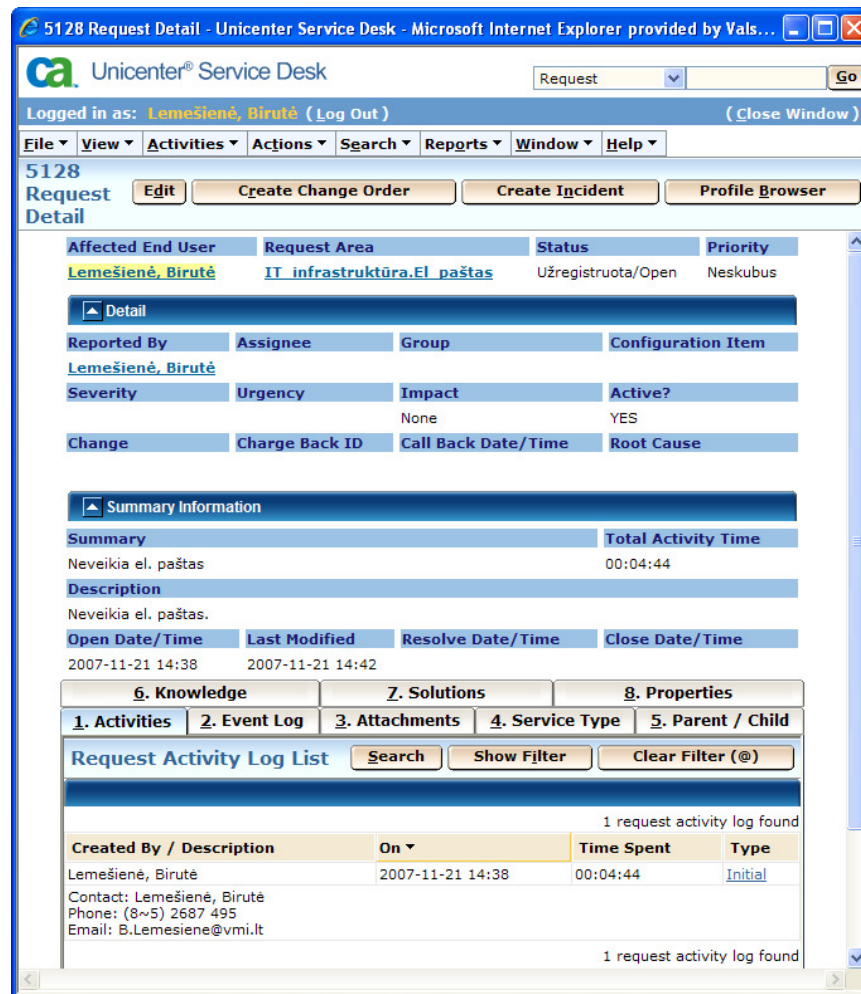 5128 Request Detail - Unicenter Service Desk - Microsoft Internet Explorer provided by Vals...
ca Unicenter® Service Desk Request Go
Logged in as: Lemešienė, Birutė ( Log Out ) ( Close Window )
File View Activities Actions Search Reports Window Help
5128
Request
Detail
Edit Create Change Order Create Incident Profile Browser
Affected End User Request Area Status Priority
Lemešienė, Birutė IT_infrastruktūra.El_paštas Užregistruota/Open Neskubus
Detail
Reported By Assignee Group Configuration Item
Lemešienė, Birutė
Severity Urgency Impact Active?
None YES
Change Charge Back ID Call Back Date/Time Root Cause
Summary Information
Summary Total Activity Time
Neveikia el. paštas 00:04:44
Description
Neveikia el. paštas.
Open Date/Time Last Modified Resolve Date/Time Close Date/Time
2007-11-21 14:38 2007-11-21 14:42
6. Knowledge 7. Solutions 8. Properties
1. Activities 2. Event Log 3. Attachments 4. Service Type 5. Parent / Child
Request Activity Log List Search Show Filter Clear Filter (@)
1 request activity log found
Created By / Description On Time Spent Type
Lemešienė, Birutė 2007-11-21 14:38 00:04:44 Initial
Contact: Lemešienė, Birutė
Phone: (8~5) 2687 495
Email: B.Lemesiene@vmi.lt
1 request activity log found